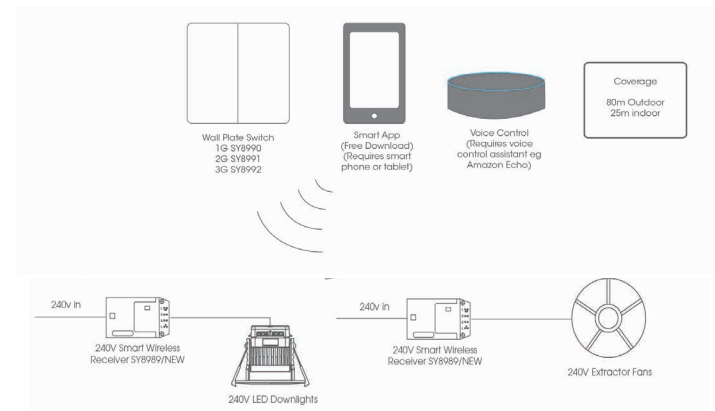 Wall Plate Switch
1G SY8990
2G SY8991
3G SY8992
Smart App
(Free Download)
(Requires smart
phone or tablet)
Voice Control
(Requires voice
control assistant eg
Amazon Echo)
Coverage
80m Outdoor
25m indoor
240v in
240V Smart Wireless
Receiver SY8989/NEW
240V LED Downlights
240v in
240V Smart Wireless
Receiver SY8989/NEW
240V Extractor Fans